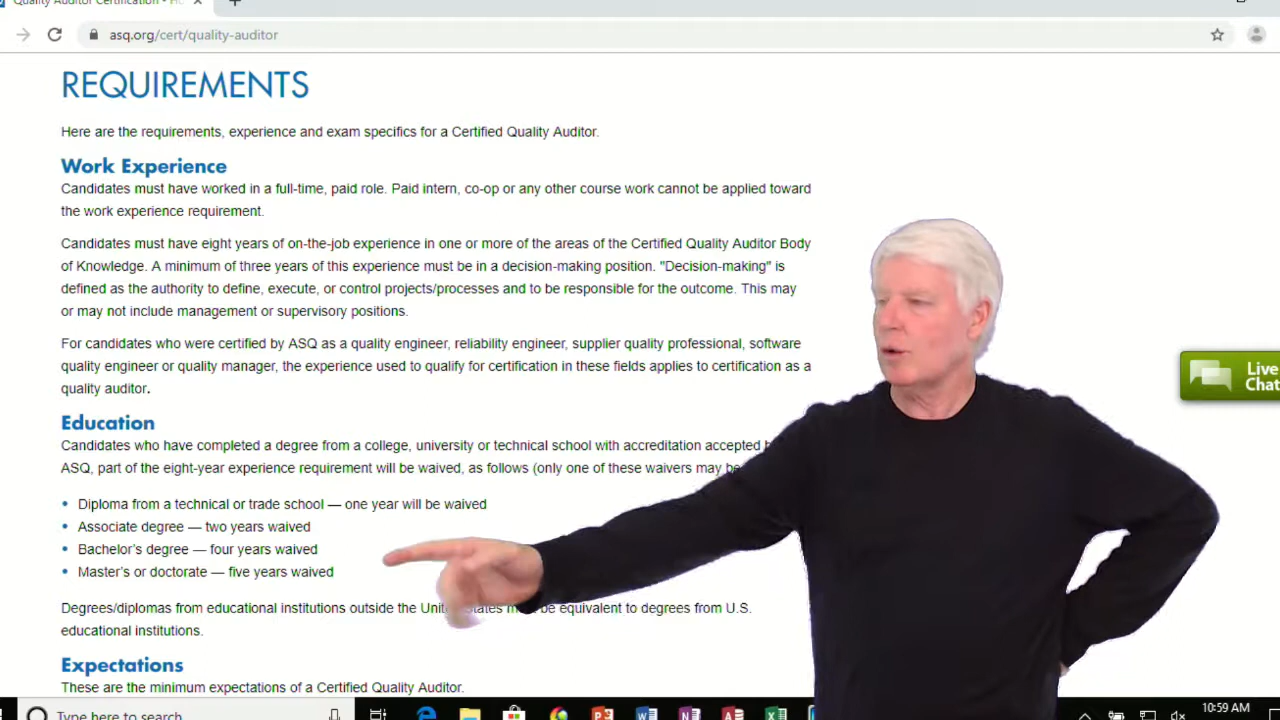 Quality Auditor Certification -
asq.org/cert/quality-auditor
REQUIREMENTS
Here are the requirements, experience and exam specifics for a Certified Quality Auditor.
Work Experience
Candidates must have worked in a full-time, paid role. Paid intern, co-op or any other course work cannot be applied toward
the work experience requirement.
Candidates must have eight years of on-the-job experience in one or more of the areas of the Certified Quality Auditor Body
of Knowledge. A minimum of three years of this experience must be in a decision-making position. "Decision-making" is
defined as the authority to define, execute, or control projects/processes and to be responsible for the outcome. This may
or may not include management or supervisory positions.
For candidates who were certified by ASQ as a quality engineer, reliability engineer, supplier quality professional, software
quality engineer or quality manager, the experience used to qualify for certification in these fields applies to certification as a
quality auditor.
Live
Chat
Education
Candidates who have completed a degree from a college, university or technical school with accreditation accepted
ASQ, part of the eight-year experience requirement will be waived, as follows (only one of these waivers may
• Diploma from a technical or trade school — one year will be waived
• Associate degree — two years waived
• Bachelor's degree — four years waived
• Master's or doctorate — five years waived
Degrees/diplomas from educational institutions outside the United States must be equivalent to degrees from U.S.
educational institutions.
Expectations
These are the minimum expectations of a Certified Quality Auditor.
Type here to search
10:59 AM